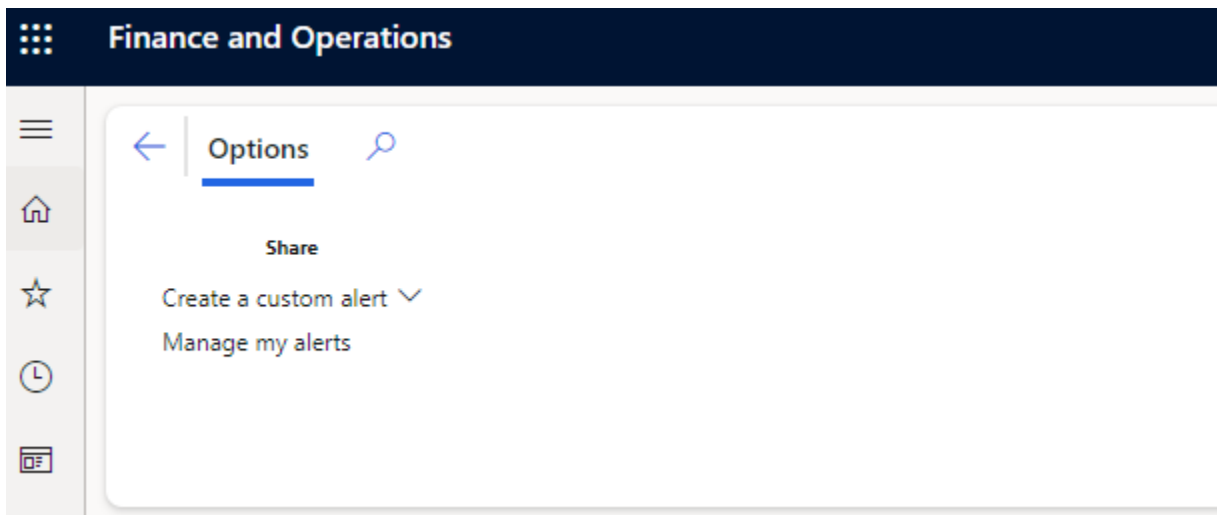 Finance and Operations
Options
Share
Create a custom alert
Manage my alerts